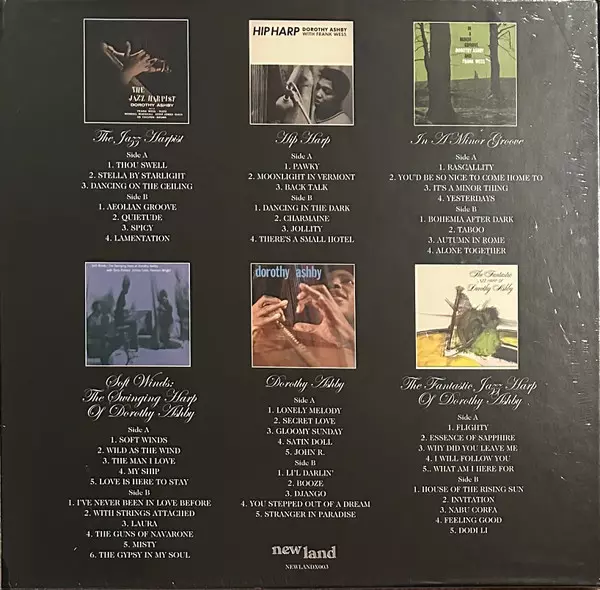 THE
JAZZ HARPIST
DOROTHY ASHBY
HIP HARP DOROTHY ASHBY
WITH FRANK WESS
IN
A
MINOR
GROOVE
DOROTHY ASHBY
AND
FRANK WESS
The Jazz Harpist
Side A
1. THOU SWELL
2. STELLA BY STARLIGHT
3. DANCING ON THE CEILING
Side B
1. AEOLIAN GROOVE
2. QUIETUDE
3. SPICY
4. LAMENTATION
Hip Harp
Side A
1. PAWKY
2. MOONLIGHT IN VERMONT
3. BACK TALK
Side B
1. DANCING IN THE DARK
2. CHARMAINE
3. JOLLITY
4. THERE'S A SMALL HOTEL
In A Minor Groove
Side A
1. RASCALLITY
2. YOU'D BE SO NICE TO COME HOME TO
3. IT'S A MINOR THING
4. YESTERDAYS
Side B
1. BOHEMIA AFTER DARK
2. TABOO
3. AUTUMN IN ROME
4. ALONE TOGETHER
dorothy ashby
The Fantastic
JAZZ HARP OF
Dorothy Ashby
Soft Winds:
The Swinging Harp
Of Dorothy Ashby
Side A
1. SOFT WINDS
2. WILD AS THE WIND
3. THE MAN I LOVE
4. MY SHIP
5. LOVE IS HERE TO STAY
Side B
1. I'VE NEVER BEEN IN LOVE BEFORE
2. WITH STRINGS ATTACHED
3. LAURA
4. THE GUNS OF NAVARONE
5. MISTY
6. THE GYPSY IN MY SOUL
Dorothy Ashby
Side A
1. LONELY MELODY
2. SECRET LOVE
3. GLOOMY SUNDAY
4. SATIN DOLL
5. JOHN R.
Side B
1. LI'L DARLIN'
2. BOOZE
3. DJANGO
4. YOU STEPPED OUT OF A DREAM
5. STRANGER IN PARADISE
The Fantastic Jazz Harp
Of Dorothy Ashby
Side A
1. FLIGHTY
2. ESSENCE OF SAPPHIRE
3. WHY DID YOU LEAVE ME
4. I WILL FOLLOW YOU
5.. WHAT AM I HERE FOR
Side B
1. HOUSE OF THE RISING SUN
2. INVITATION
3. NABU CORFA
4. FEELING GOOD
5. DODI LI
new land
NEWLANDX003